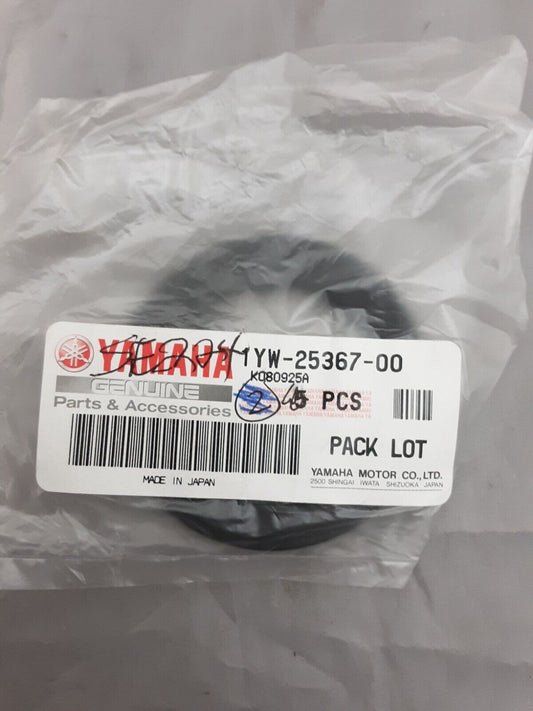 YAMAHA 1YW-25367-00
K080925A
GENUINE
Parts & Accessories
2 5 PCS
PACK LOT
MADE IN JAPAN
YAMAHA MOTOR CO., LTD.
2500 SHINGAI IWATA SHIZUOKA JAPAN